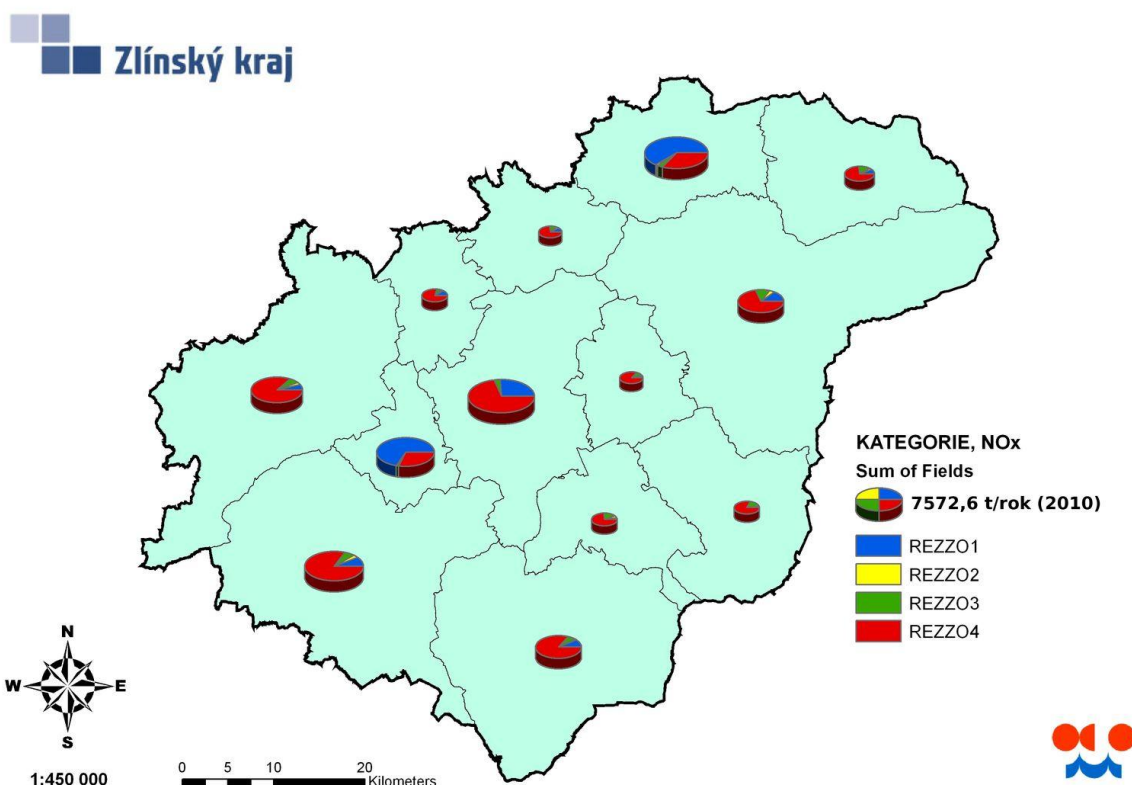 Zlínský kraj
KATEGORIE, NOx
Sum of Fields
7572,6 t/rok (2010)
REZZO1
REZZO2
REZZO3
REZZO4
N
W E
S
1:450 000
0 5 10 20
Kilometers